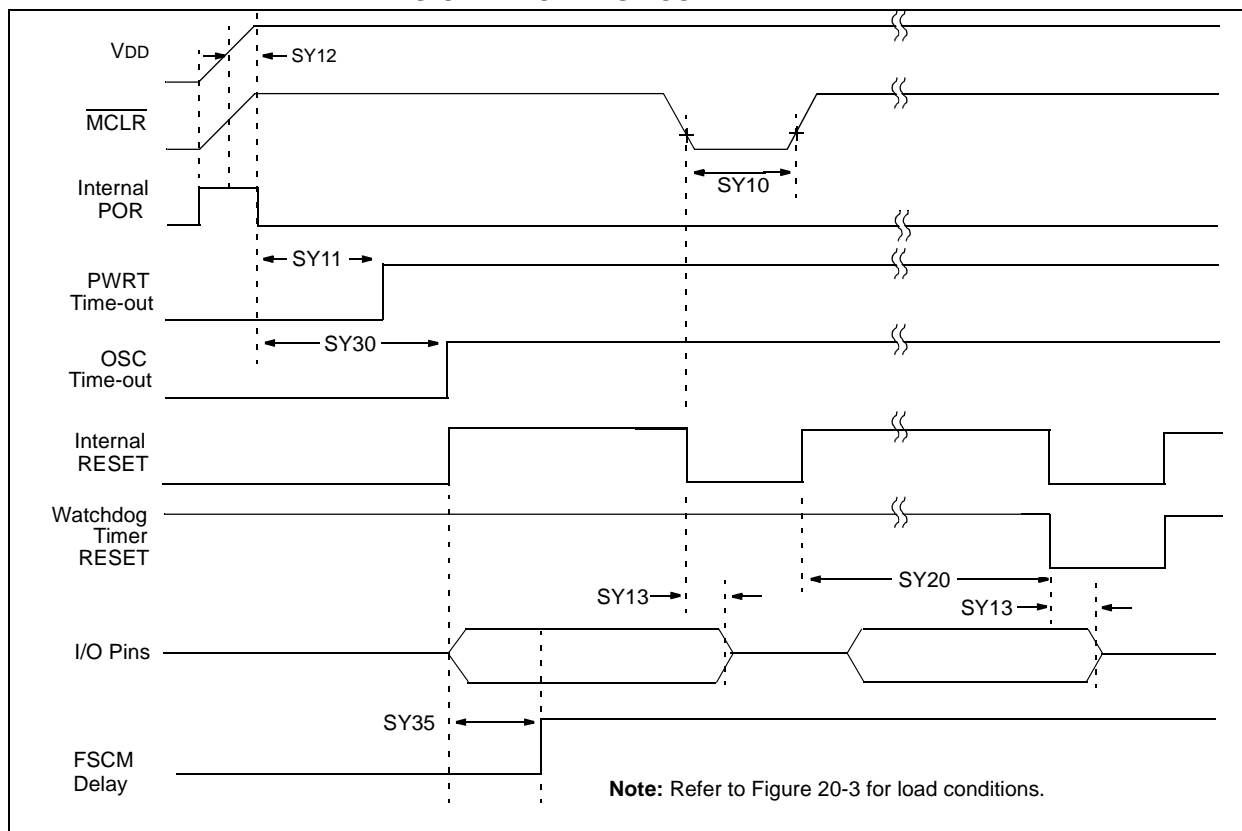 VDD
SY12
MCLR
SY10
Internal
POR
SY11
PWRT
Time-out
SY30
OSC
Time-out
Internal
RESET
Watchdog
Timer
RESET
SY20
SY13
SY13
I/O Pins
SY35
FSCM
Delay
Note: Refer to Figure 20-3 for load conditions.